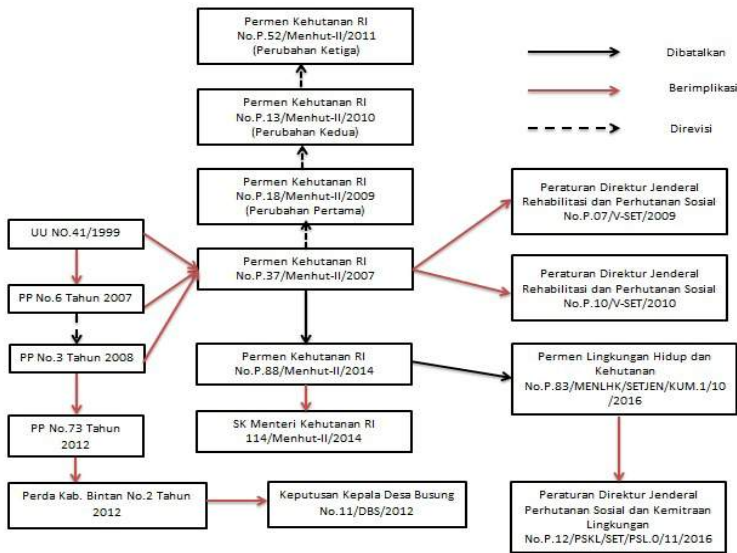 Permen Kehutanan RI
No.P.52/Menhut-II/2011
(Perubahan Ketiga)
Permen Kehutanan RI
No.P.13/Menhut-II/2010
(Perubahan Kedua)
Permen Kehutanan RI
No.P.18/Menhut-II/2009
(Perubahan Pertama)
Dibatalkan
Berimplikasi
Direvisi
UU NO.41/1999
PP No.6 Tahun 2007
PP No.3 Tahun 2008
PP No.73 Tahun
2012
Perda Kab. Bintan No.2 Tahun
2012
Permen Kehutanan RI
No.P.37/Menhut-II/2007
Permen Kehutanan RI
No.P.88/Menhut-II/2014
SK Menteri Kehutanan RI
114/Menhut-II/2014
Keputusan Kepala Desa Busung
No.11/DBS/2012
Peraturan Direktur Jenderal
Rehabilitasi dan Perhutanan Sosial
No.P.07/V-SET/2009
Peraturan Direktur Jenderal
Rehabilitasi dan Perhutanan Sosial
No.P.10/V-SET/2010
Permen Lingkungan Hidup dan
Kehutanan
No.P.83/MENLHK/SETJEN/KUM.1/10
/2016
Peraturan Direktur Jenderal
Perhutanan Sosial dan Kemitraan
Lingkungan
No.P.12/PSKL/SET/PSL.0/11/2016